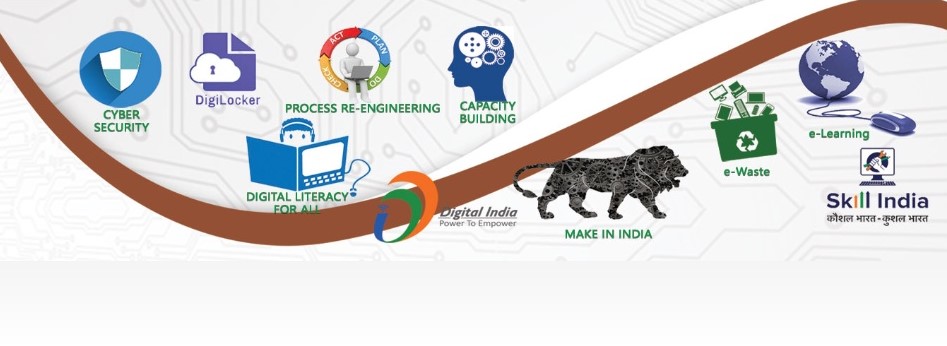 CYBER
SECURITY
DigiLocker
ACT
PLAN
DO
CHECK
PROCESS RE-ENGINEERING
CAPACITY
BUILDING
DIGITAL LITERACY
FOR ALL
Digital India
Power To Empower
MAKE IN INDIA
e-Waste
e-Learning
Skill India
कौशल भारत - कुशल भारत